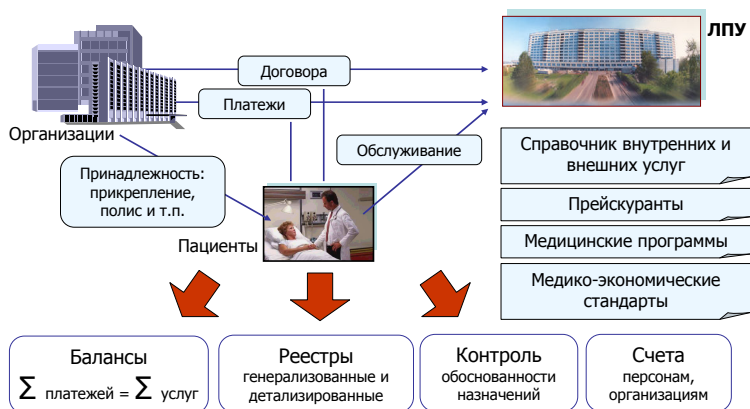 ЛПУ
Договора
Платежи
Организации
Обслуживание
Принадлежность:
прикрепление,
полис и т.п.
Пациенты
Справочник внутренних и
внешних услуг
Прейскуранты
Медицинские программы
Медико-экономические
стандарты
Балансы
Σ платежей = Σ услуг
Реестры
генерализованные и
детализированные
Контроль
обоснованности
назначений
Счета
персонам,
организациям